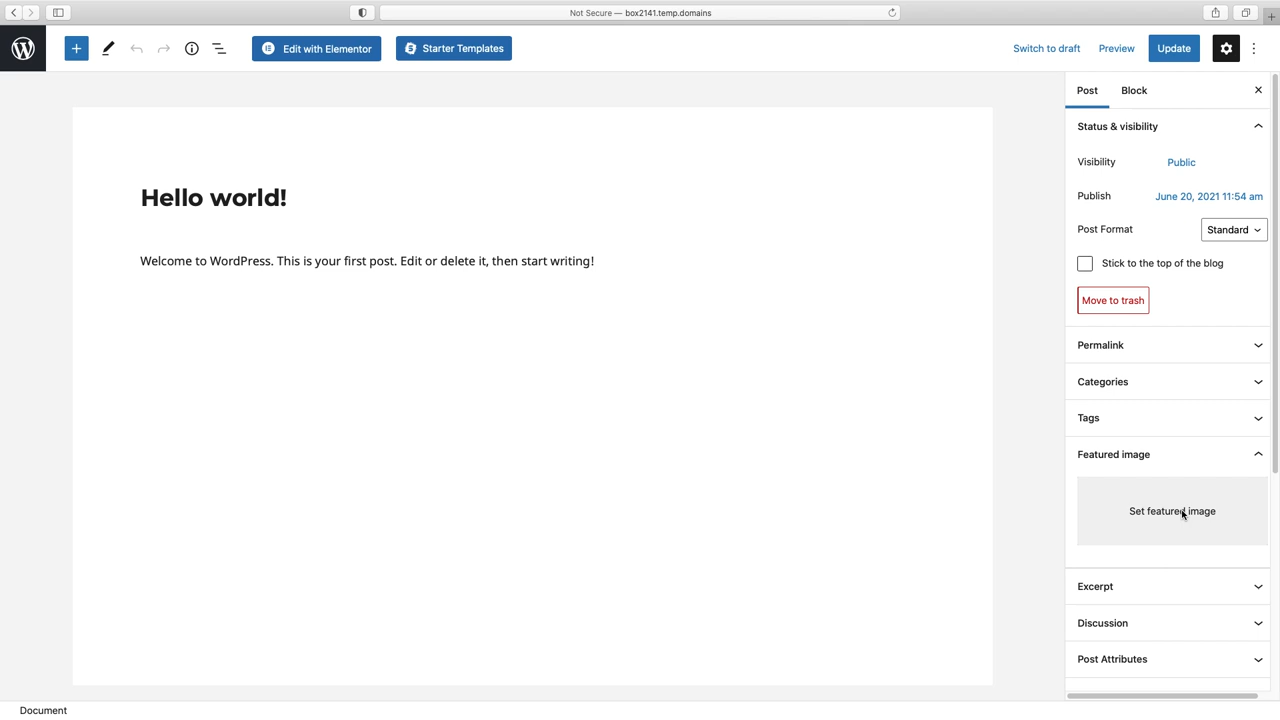 Not Secure — box2141.temp.domains
Edit with Elementor
Starter Templates
Switch to draft
Preview
Update
Post
Block
Status & visibility
Visibility
Public
Publish
June 20, 2021 11:54 am
Post Format
Standard
Stick to the top of the blog
Move to trash
Permalink
Categories
Tags
Featured image
Set featured image
Excerpt
Discussion
Post Attributes
Hello world!
Welcome to WordPress. This is your first post. Edit or delete it, then start writing!
Document